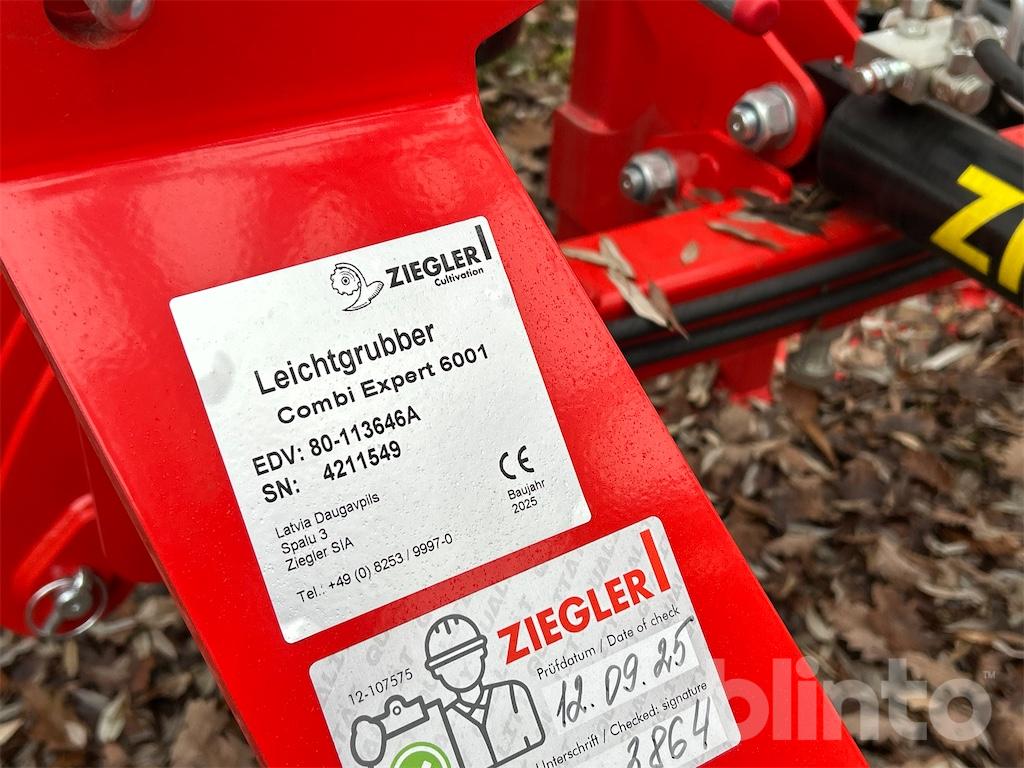 ZIEGLER
Cultivation
Leichtgrubber
Combi Expert 6001
EDV: 80-113646A
SN: 4211549
CE
Baujahr
2025
Latvia Daugavpils
Spalu 3
Ziegler SIA
Tel.: +49 (0) 8253 / 9997-0
ZIEGLER
12-107575
Prüfdatum / Date of check
12.09.25
Unterschrift / Checked: signature
3864
blinto™